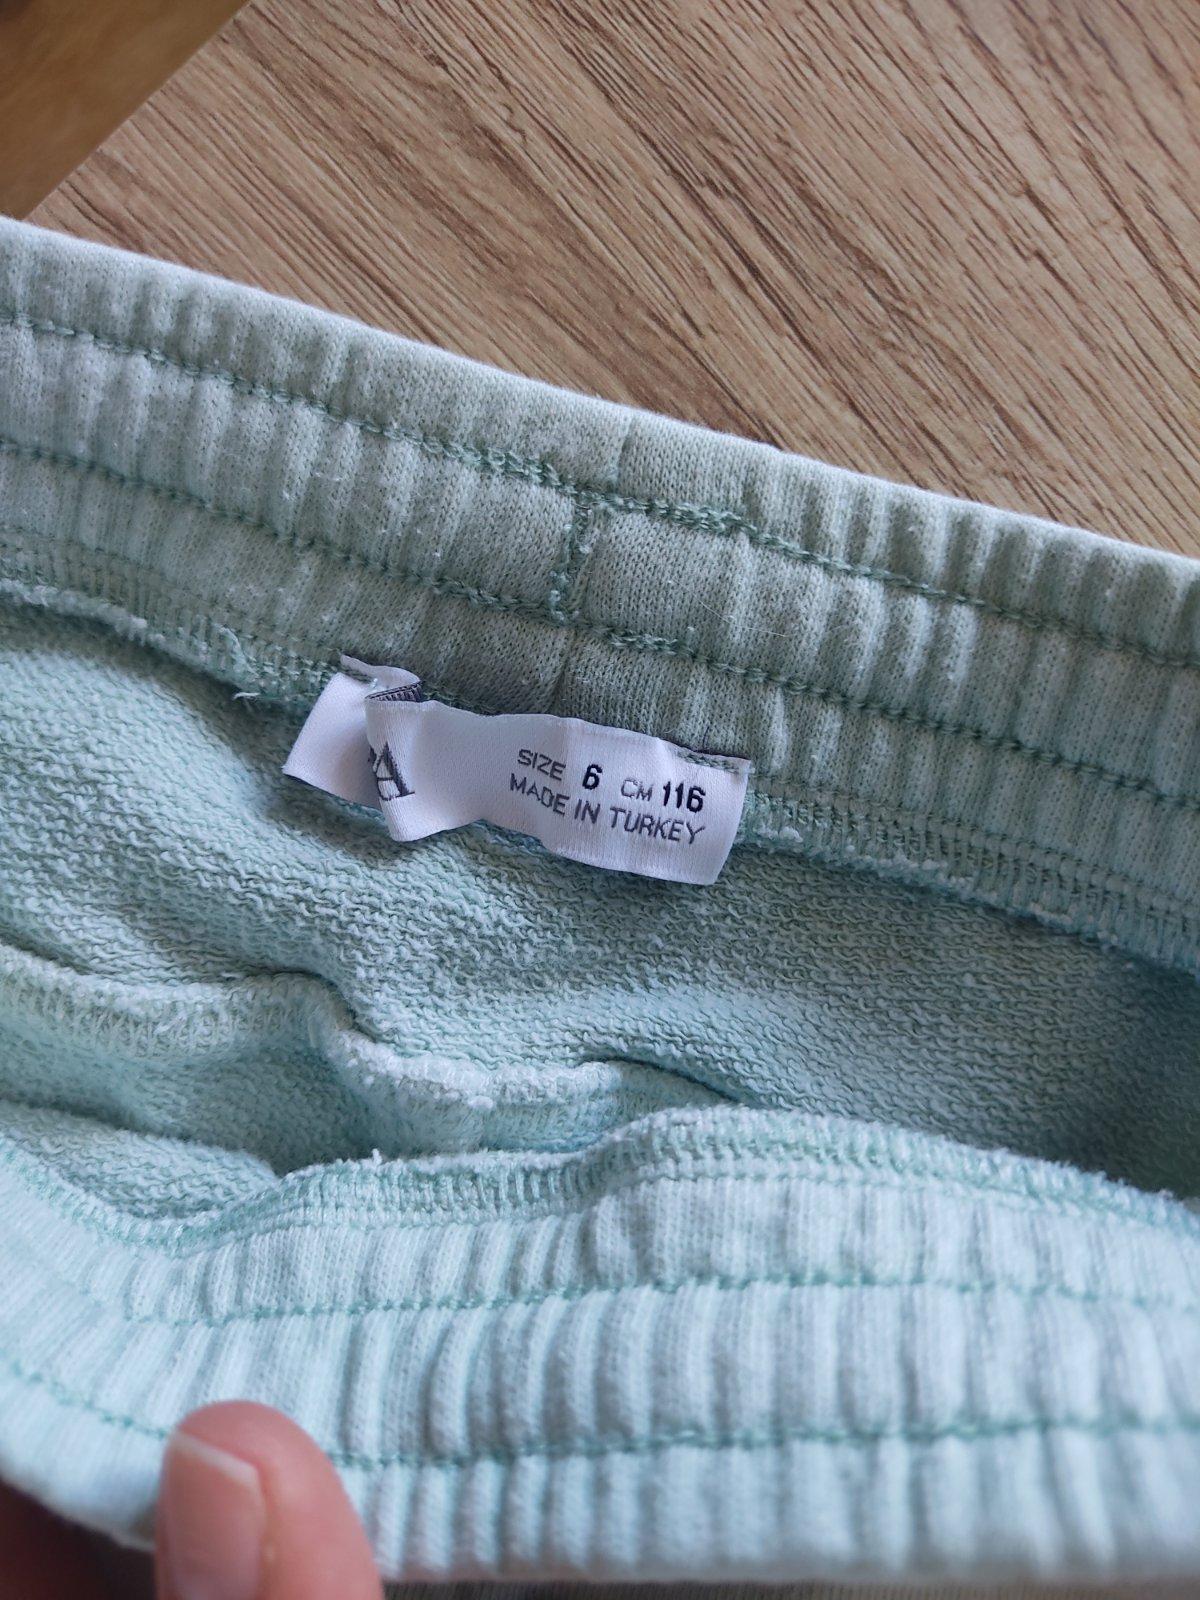 A
SIZE 6 CM 116
MADE IN TURKEY